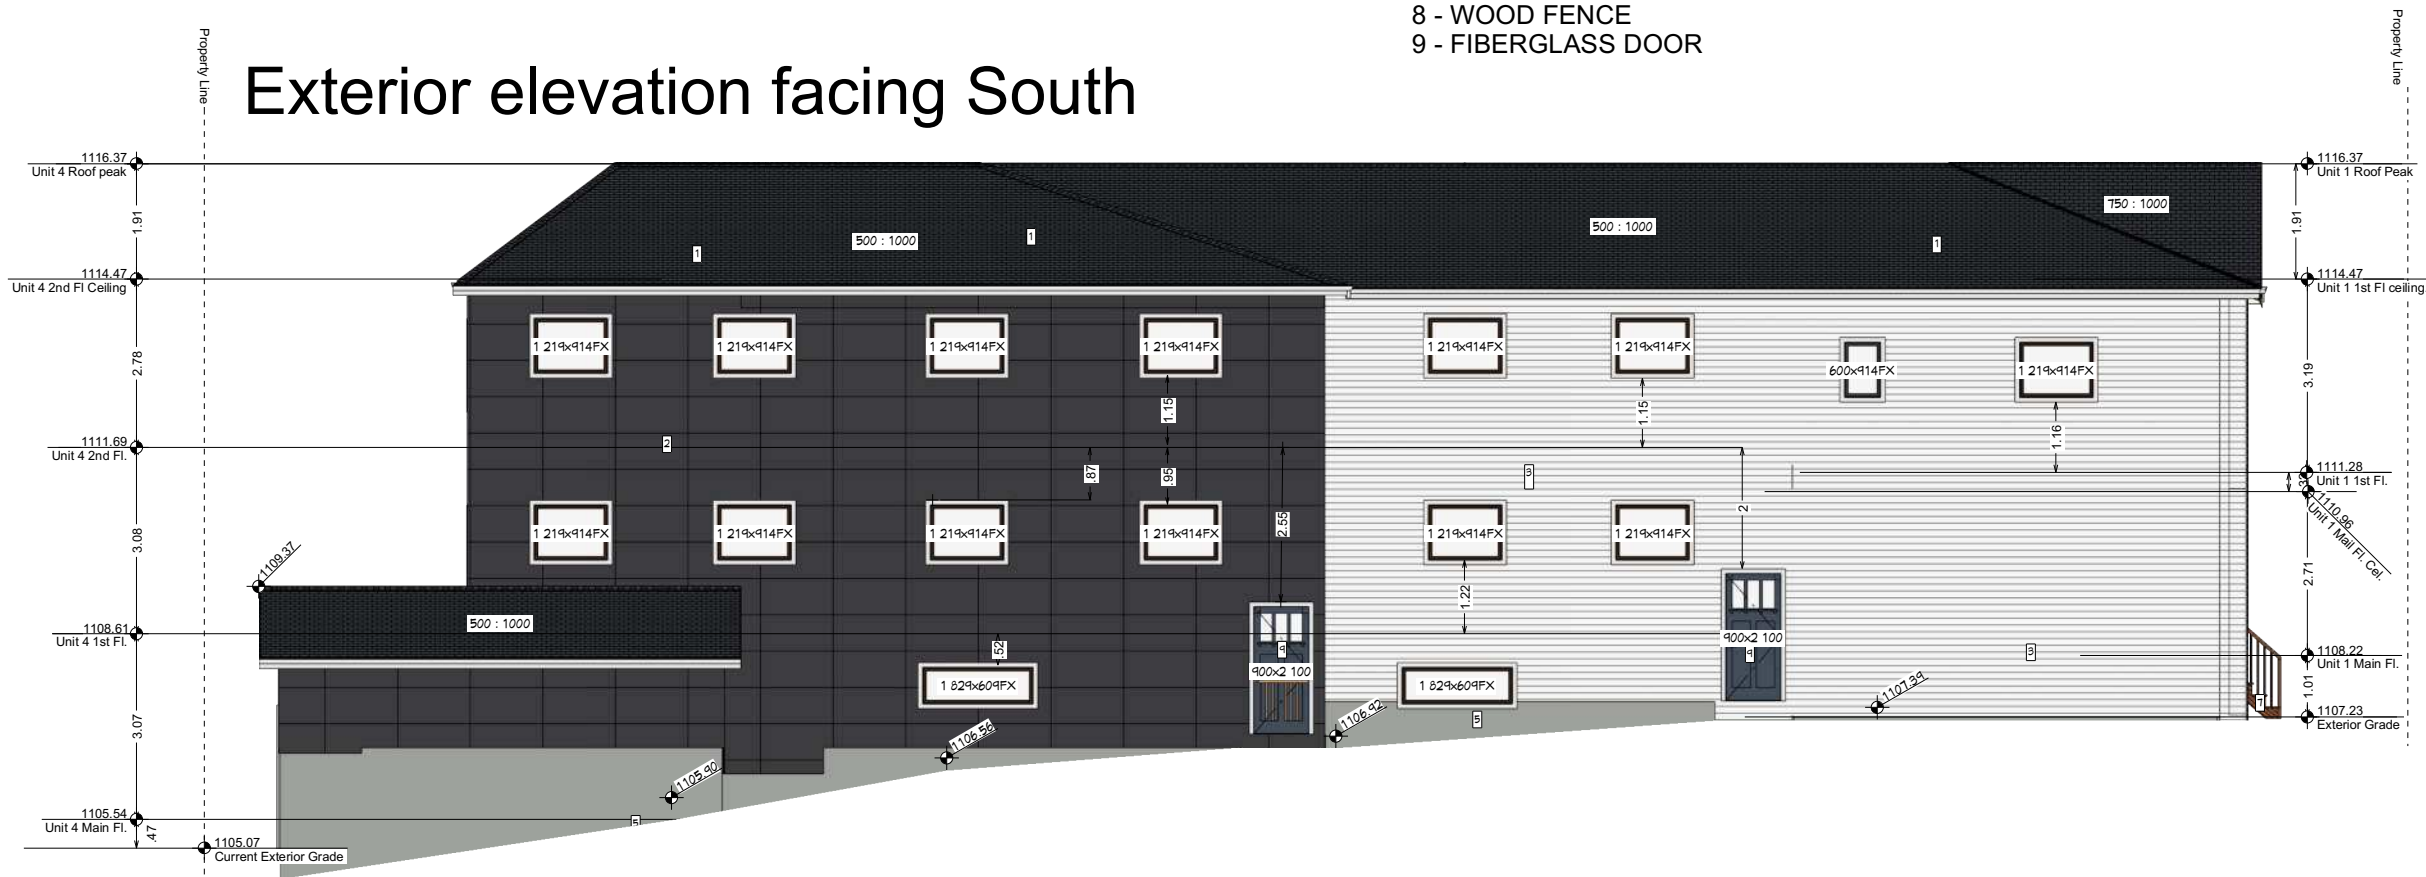 8 - WOOD FENCE
9 - FIBERGLASS DOOR
Exterior elevation facing South
Property Line
Property Line
1116.37
Unit 4 Roof peak
1.91
1114.47
Unit 4 2nd Fl Ceiling
2.78
1111.69
Unit 4 2nd Fl.
3.08
1109.37
1108.61
Unit 4 1st Fl.
3.07
1105.54
Unit 4 Main Fl.
.47
1105.07
Current Exterior Grade
1
500 : 1000
1
500 : 1000
1
750 : 1000
1 219x914FX
1 219x914FX
1 219x914FX
1 219x914FX
1 219x914FX
1 219x914FX
600x914FX
1 219x914FX
1.15
1.15
1.16
2
.87
.95
2.55
3
2
1 219x914FX
1 219x914FX
1 219x914FX
1 219x914FX
1 219x914FX
1 219x914FX
500 : 1000
.52
1.22
9
900x2 100
900x2 100
9
3
1 829x609FX
1 829x609FX
5
7
1105.90
1106.56
1106.92
1107.39
5
1116.37
Unit 1 Roof Peak
1.91
1114.47
Unit 1 1st Fl ceiling.
3.19
1111.28
Unit 1 1st Fl.
1110.96
Unit 1 Mail Fl. Cel.
2.71
1108.22
Unit 1 Main Fl.
1.01
1107.23
Exterior Grade